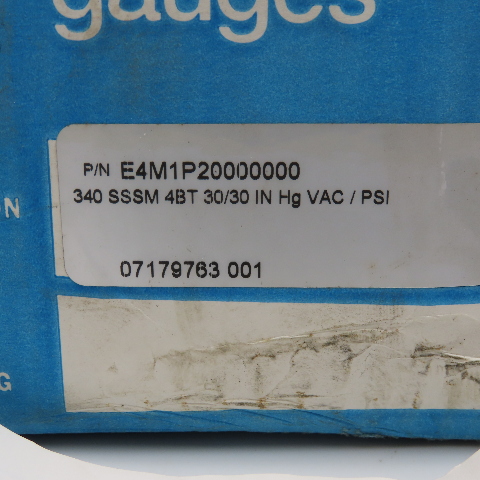 gauges
P/N E4M1P20000000
340 SSSM 4BT 30/30 IN Hg VAC / PSI
07179763 001
N
G